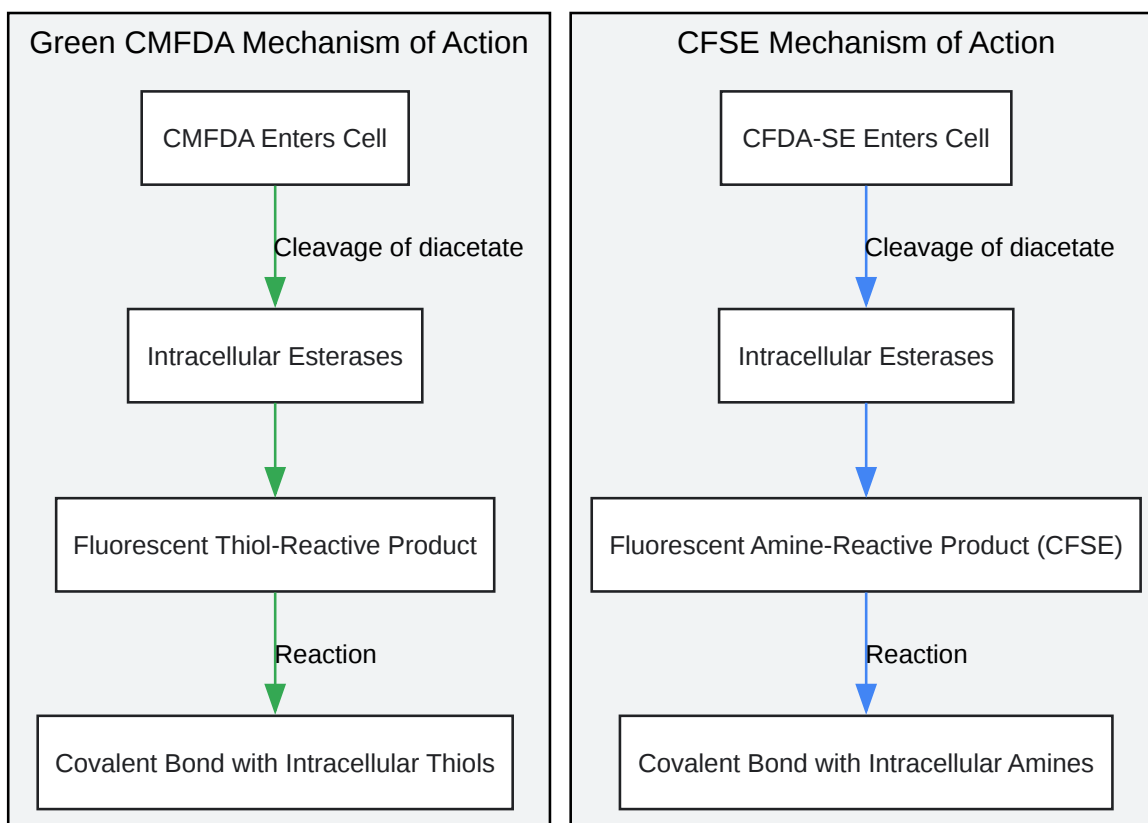 Green CMFDA Mechanism of Action
CMFDA Enters Cell
Cleavage of diacetate
Intracellular Esterases
Fluorescent Thiol-Reactive Product
Reaction
Covalent Bond with Intracellular Thiols
CFSE Mechanism of Action
CFDA-SE Enters Cell
Cleavage of diacetate
Intracellular Esterases
Fluorescent Amine-Reactive Product (CFSE)
Reaction
Covalent Bond with Intracellular Amines